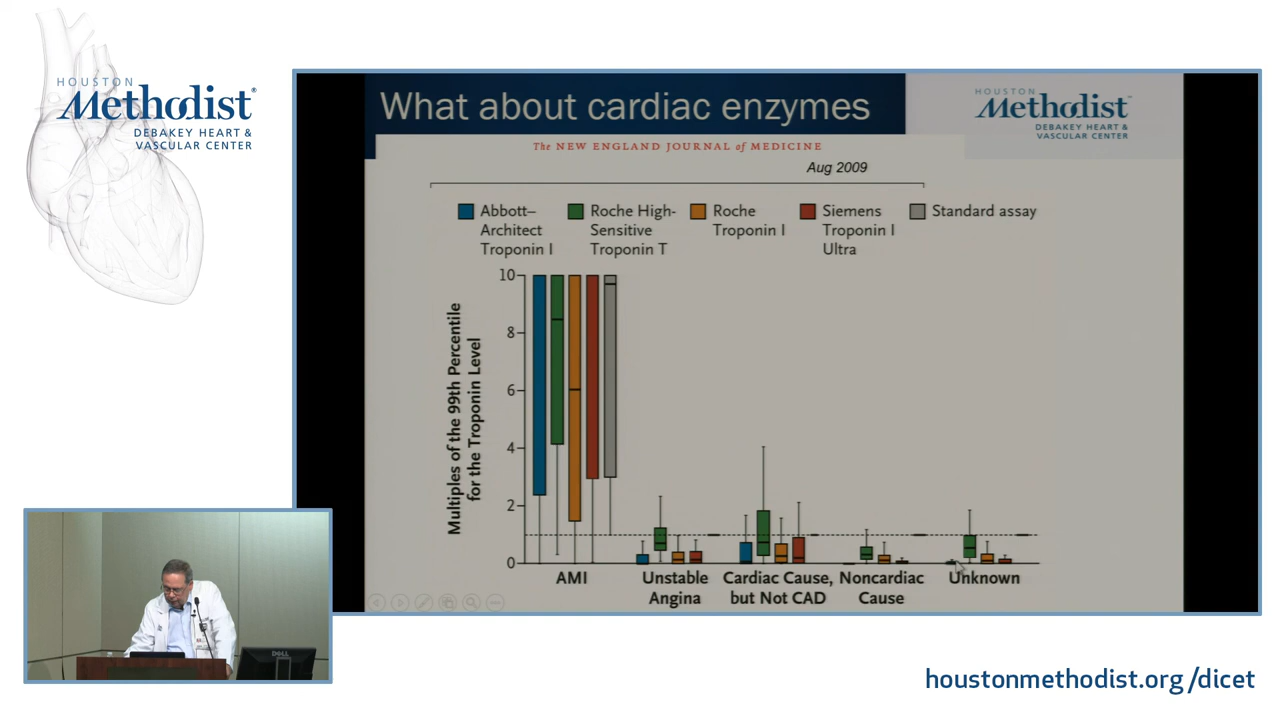 HOUSTON
Methodist®
DEBAKEY HEART &
VASCULAR CENTER
What about cardiac enzymes
HOUSTON
Methodist™
DEBAKEY HEART &
VASCULAR CENTER
The NEW ENGLAND JOURNAL of MEDICINE
Aug 2009
Abbott–
Architect
Troponin I
Roche High-
Sensitive
Troponin T
Roche
Troponin I
Siemens
Troponin I
Ultra
Standard assay
Multiples of the 99th Percentile
for the Troponin Level
10
8
6
4
2
0
AMI
Unstable
Angina
Cardiac Cause,
but Not CAD
Noncardiac
Cause
Unknown
DELL
houstonmethodist.org/dicet